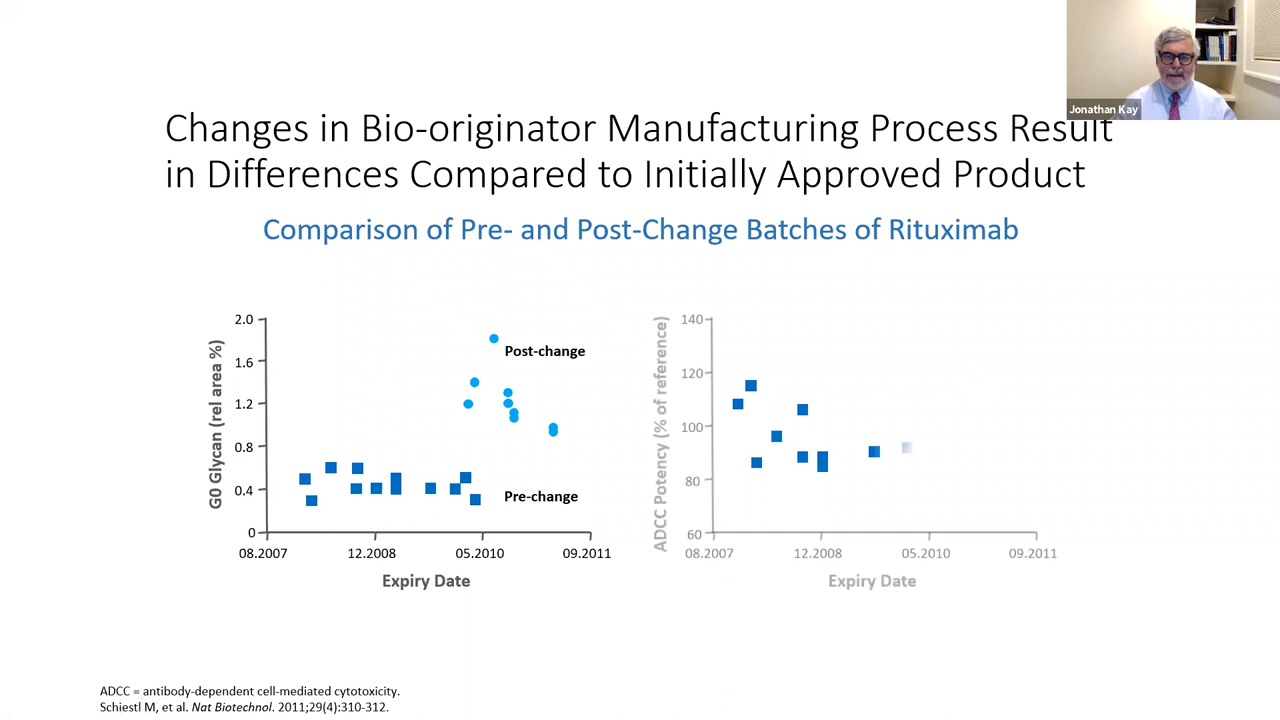 Jonathan Kay
Changes in Bio-originator Manufacturing Process Result
in Differences Compared to Initially Approved Product
Comparison of Pre- and Post-Change Batches of Rituximab
G0 Glycan (rel area %)
2.0
1.6
1.2
0.8
0.4
0
Post-change
Pre-change
08.2007
12.2008
05.2010
09.2011
Expiry Date
ADCC Potency (% of reference)
140
120
100
80
60
08.2007
12.2008
05.2010
09.2011
Expiry Date
ADCC = antibody-dependent cell-mediated cytotoxicity.
Schiestl M, et al. Nat Biotechnol. 2011;29(4):310-312.